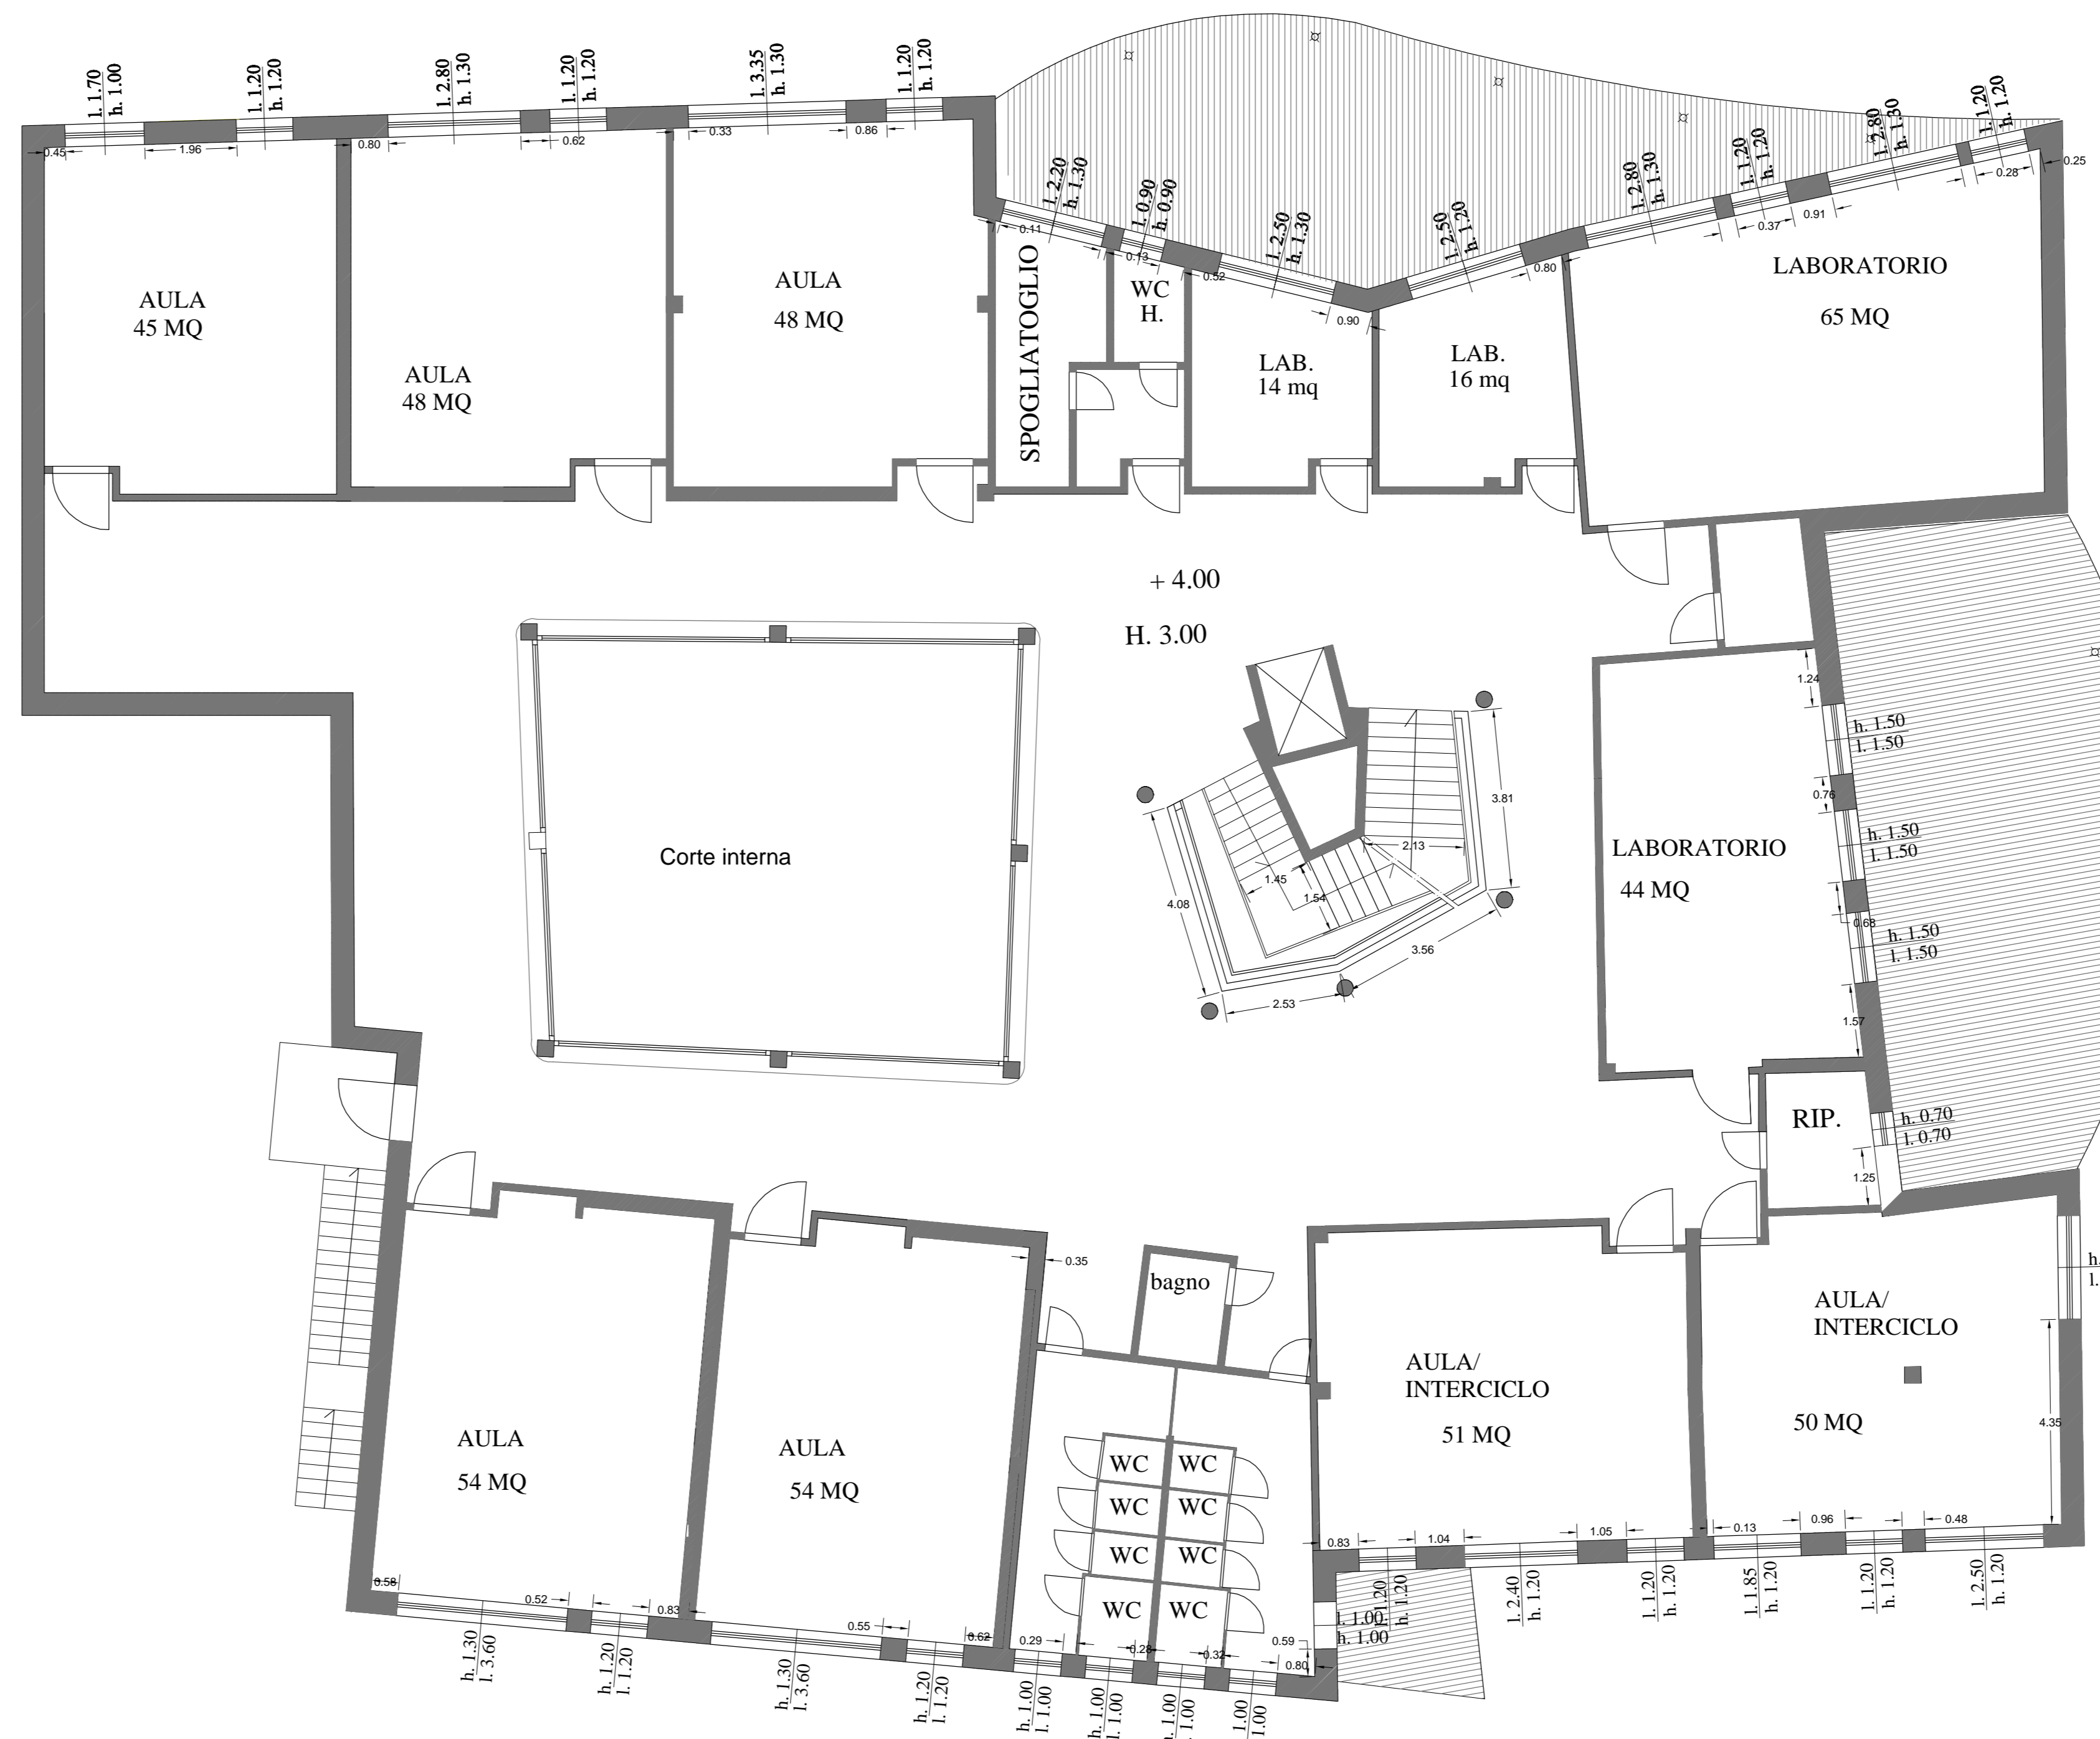 l. 1.70
h. 1.00
l. 1.20
h. 1.20
l. 2.80
h. 1.30
l. 1.20
h. 1.20
l. 3.35
h. 1.30
l. 1.20
h. 1.20
0.45
1.96
0.80
0.62
0.33
0.86
l. 2.20
h. 1.30
l. 0.90
h. 0.90
l. 2.50
h. 1.30
l. 2.50
h. 1.20
l. 2.80
h. 1.30
l. 1.20
h. 1.20
l. 2.80
h. 1.30
l. 1.20
h. 1.20
0.11
0.13
0.52
0.90
0.80
0.37
0.91
0.28
0.25
AULA
45 MQ
AULA
48 MQ
AULA
48 MQ
SPOGLIATOGLIO
WC
H.
LAB.
14 mq
LAB.
16 mq
LABORATORIO
65 MQ
+ 4.00
H. 3.00
Corte interna
3.81
2.13
1.45
1.54
4.08
3.56
2.53
1.24
h. 1.50
l. 1.50
0.76
h. 1.50
l. 1.50
0.68
h. 1.50
l. 1.50
1.57
LABORATORIO
44 MQ
RIP.
h. 0.70
l. 0.70
1.25
h.
l.
0.35
bagno
AULA/
INTERCICLO
51 MQ
AULA/
INTERCICLO
50 MQ
4.35
AULA
54 MQ
AULA
54 MQ
WC
WC
WC
WC
WC
WC
WC
WC
0.83
1.04
1.05
0.13
0.96
0.48
l. 1.20
h. 1.20
l. 2.40
h. 1.20
l. 1.20
h. 1.20
l. 1.85
h. 1.20
l. 1.20
h. 1.20
l. 2.50
h. 1.20
l. 1.00
h. 1.00
0.58
0.52
0.83
0.55
0.62
0.29
0.28
0.32
0.59
0.80
h. 1.30
l. 3.60
h. 1.20
l. 1.20
h. 1.30
l. 3.60
h. 1.20
l. 1.20
h. 1.00
l. 1.00
h. 1.00
l. 1.00
h. 1.00
1.00
1.00
1.00